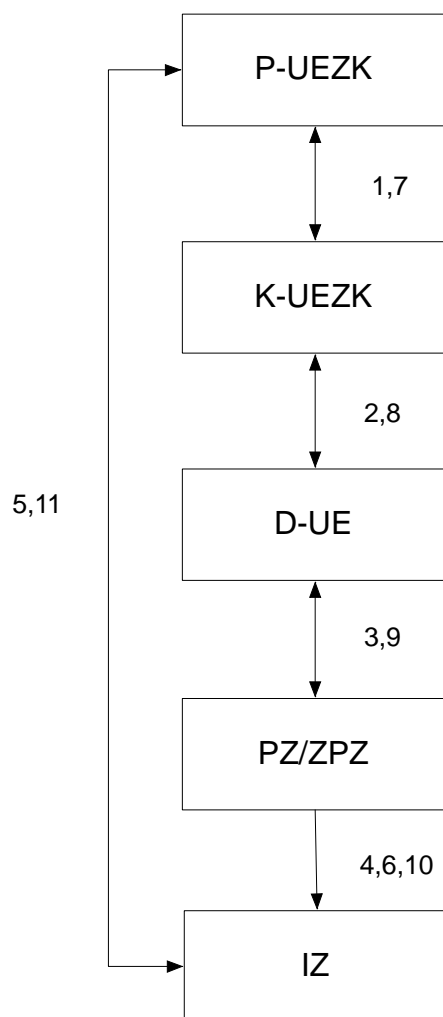 P-UEZK
1,7
K-UEZK
2,8
5,11
D-UE
3,9
PZ/ZPZ
4,6,10
IZ